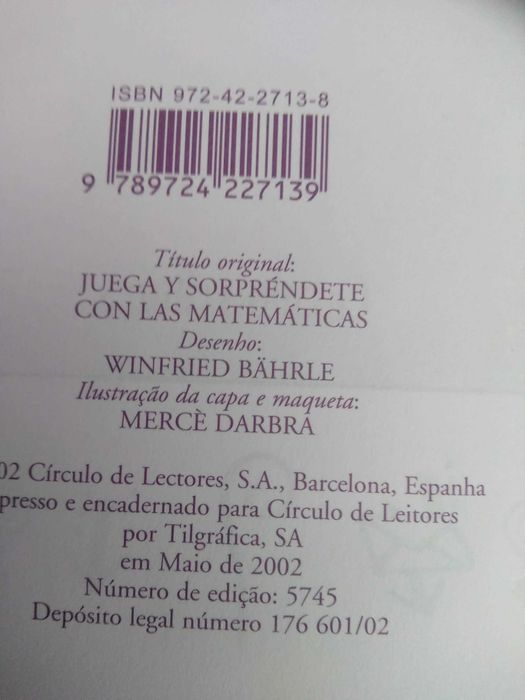 ISBN 972-42-2713-8
9 789724 227139
Título original:
JUEGA Y SORPRÉNDETE
CON LAS MATEMÁTICAS
Desenho:
WINFRIED BÄHRLE
Ilustração da capa e maqueta:
MERCÈ DARBRA
02 Círculo de Lectores, S.A., Barcelona, Espanha
presso e encadernado para Círculo de Leitores
por Tilgráfica, SA
em Maio de 2002
Número de edição: 5745
Depósito legal número 176 601/02